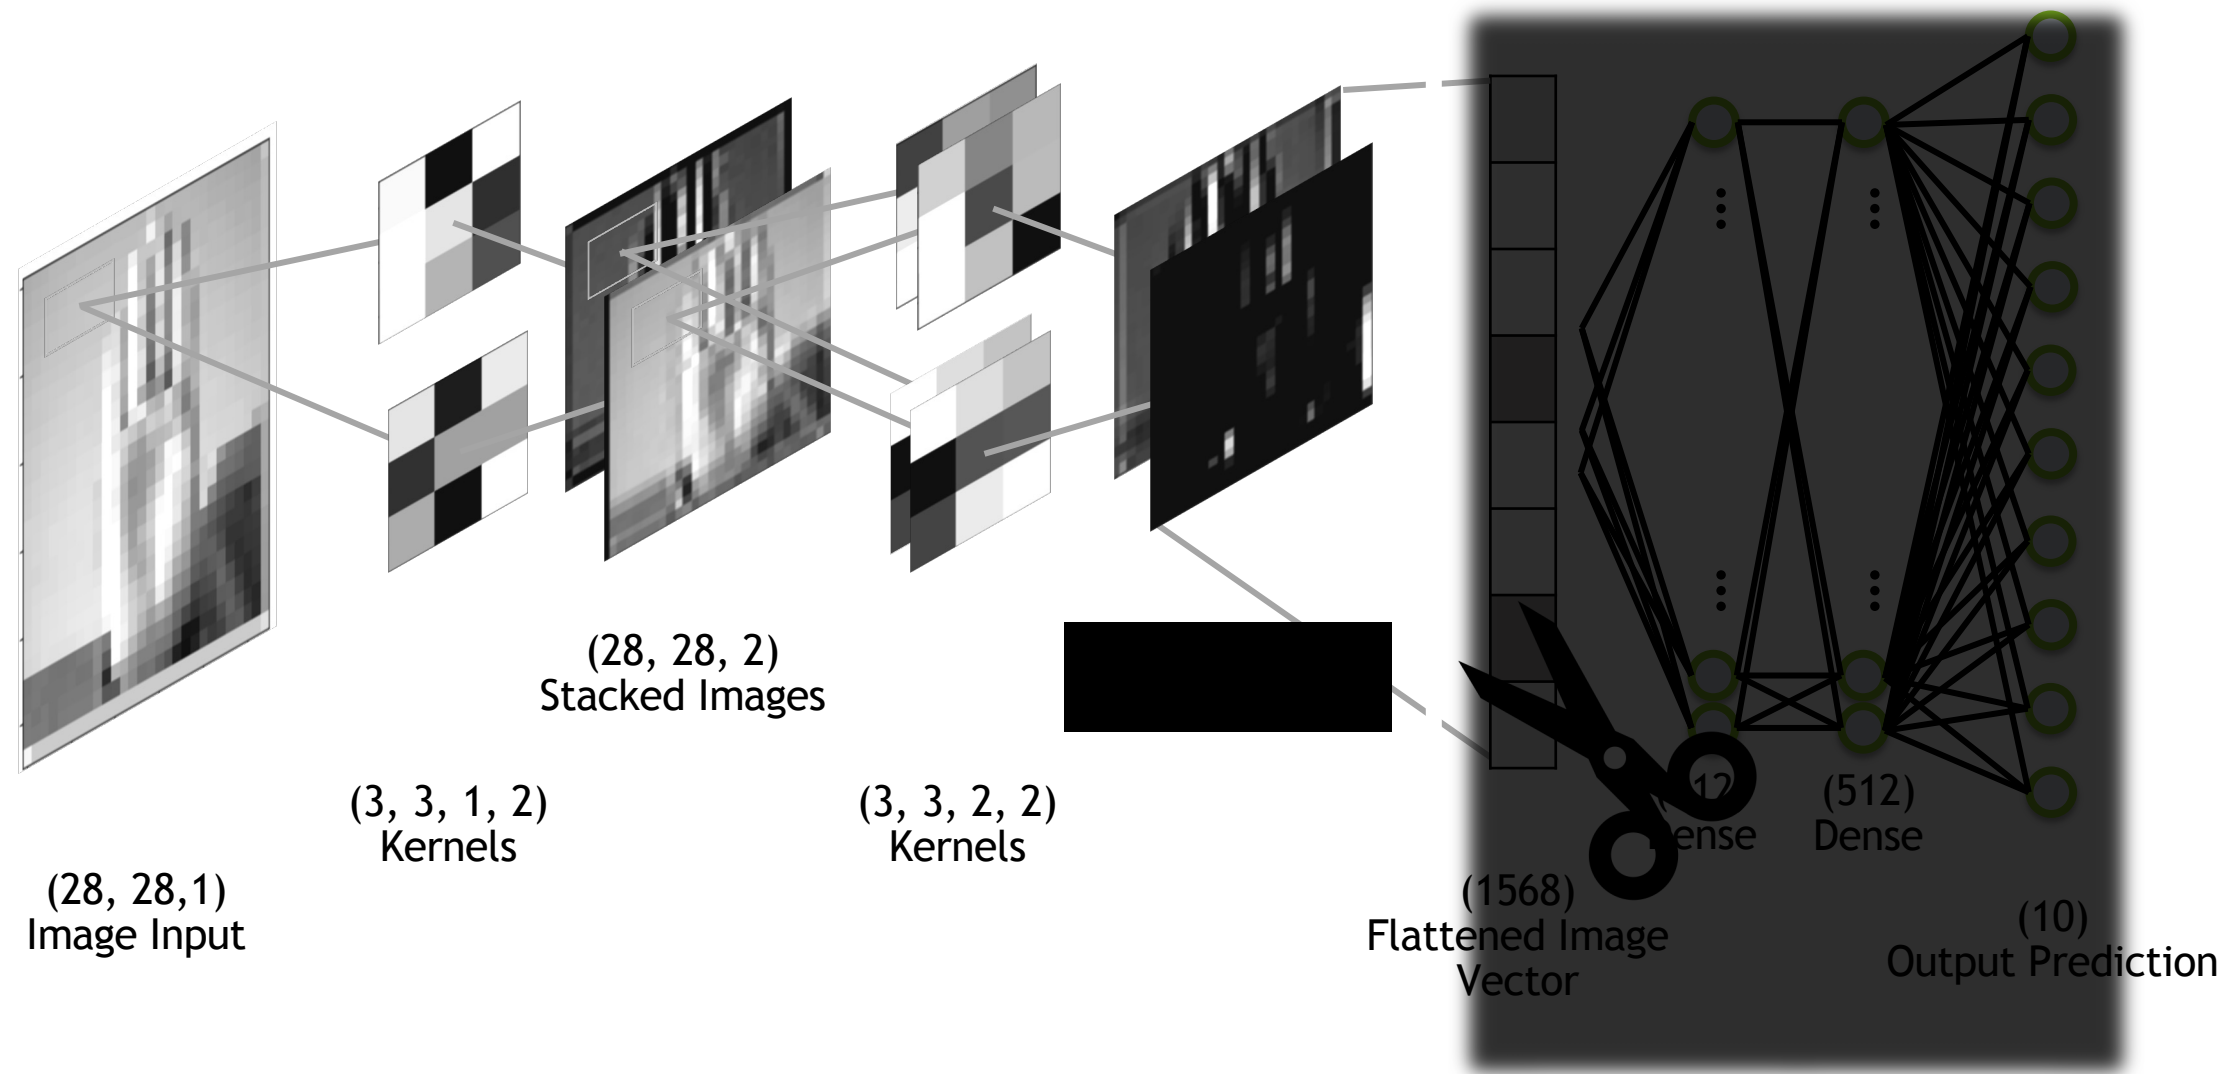 (28, 28,1)
Image Input
(3, 3, 1, 2)
Kernels
(28, 28, 2)
Stacked Images
(3, 3, 2, 2)
Kernels
(1568)
Flattened Image
Vector
(512)
Dense
(10)
Output Prediction